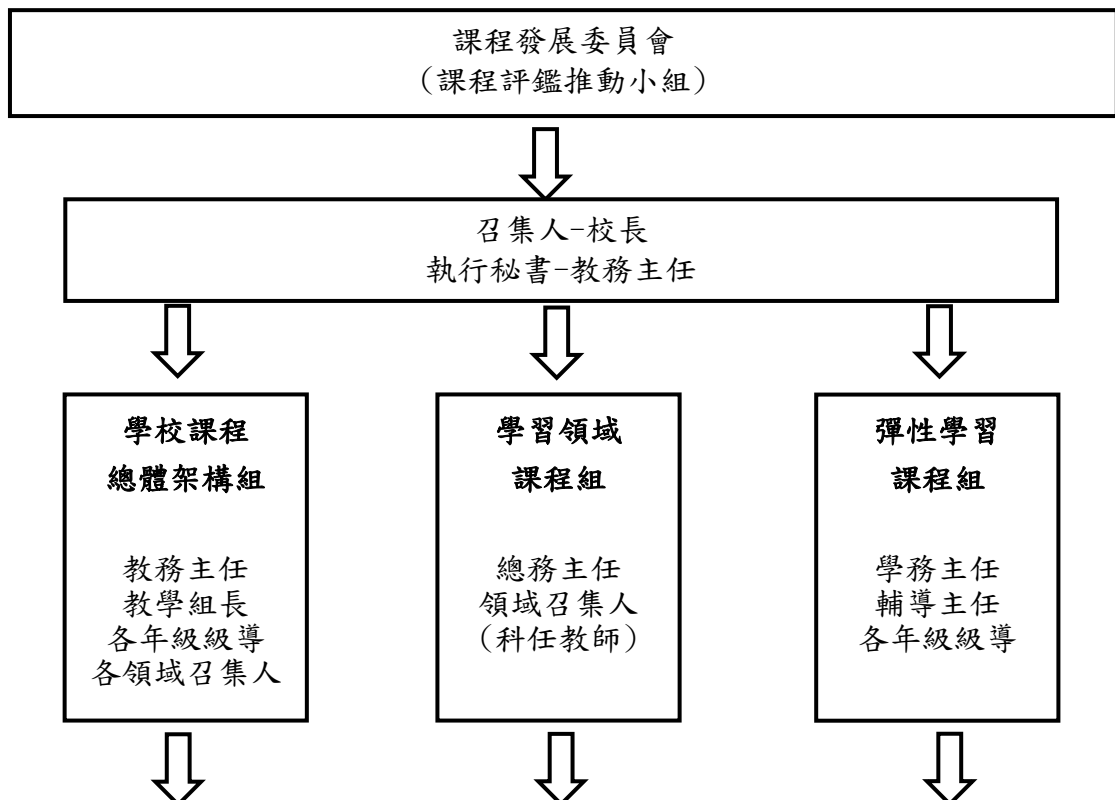 課程發展委員會
(課程評鑑推動小組)
召集人-校長
執行秘書-教務主任
學校課程
總體架構組
教務主任
教學組長
各年級級導
各領域召集人
學習領域
課程組
總務主任
領域召集人
(科任教師)
彈性學習
課程組
學務主任
輔導主任
各年級級導